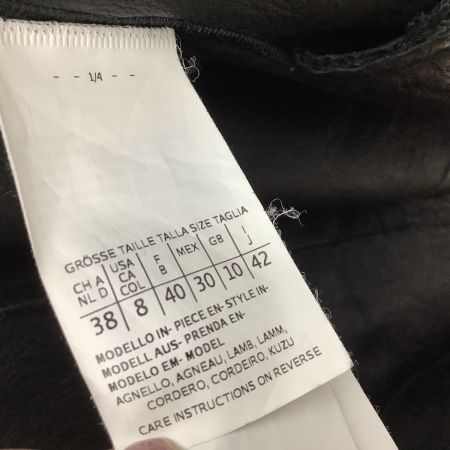 - - 1/4 - -
GRÖSSE TAILLE TALLA SIZE TAGLIA
CH A USA F MEX GB I
NL D CA B J
COL
38 8 40 30 10 42
MODELLO IN-PIECE EN-STYLE IN-
MODELL AUS- PRENDA EN-
MODELO EM- MODEL
AGNELLO, AGNEAU, LAMB, LAMM,
CORDERO, CORDEIRO, KUZU
CARE INSTRUCTIONS ON REVERSE